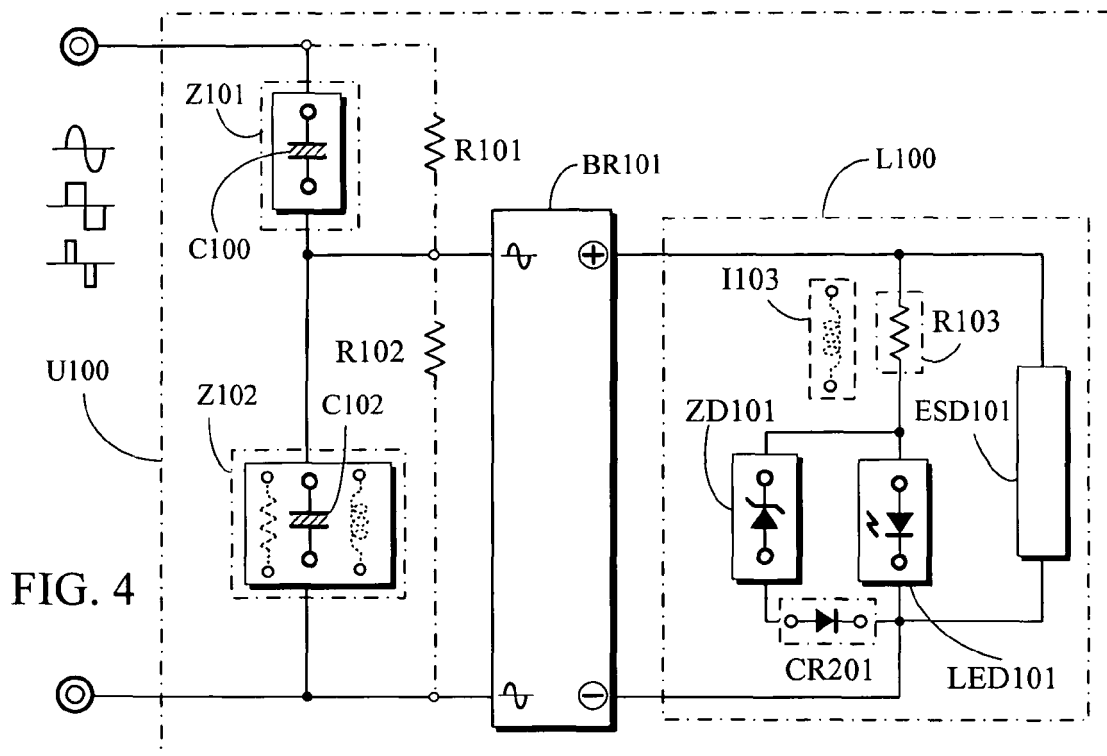 Z101
R101
BR101
L100
C100
+
I103
R103
R102
U100
Z102
C102
ZD101
ESD101
FIG. 4
CR201
LED101
−